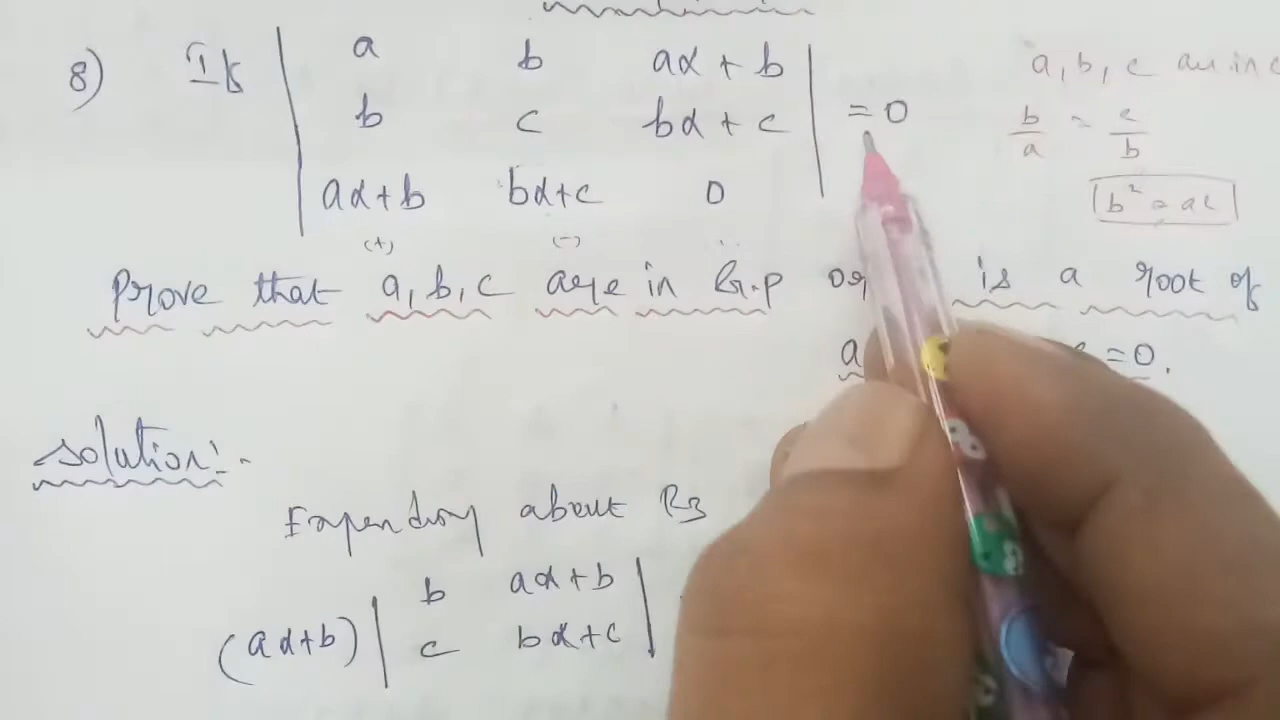 8) If | a b aα + b |
| b c bα + c | = 0
| aα+b bα+c 0 |
(+) (-)
a, b, c are in
b/a = c/b
b² = ac
Prove that a, b, c are in G.P or is a root of
a = 0.
Solution:-
Expanding about R3
(aα+b) | b aα+b |
| c bα+c |